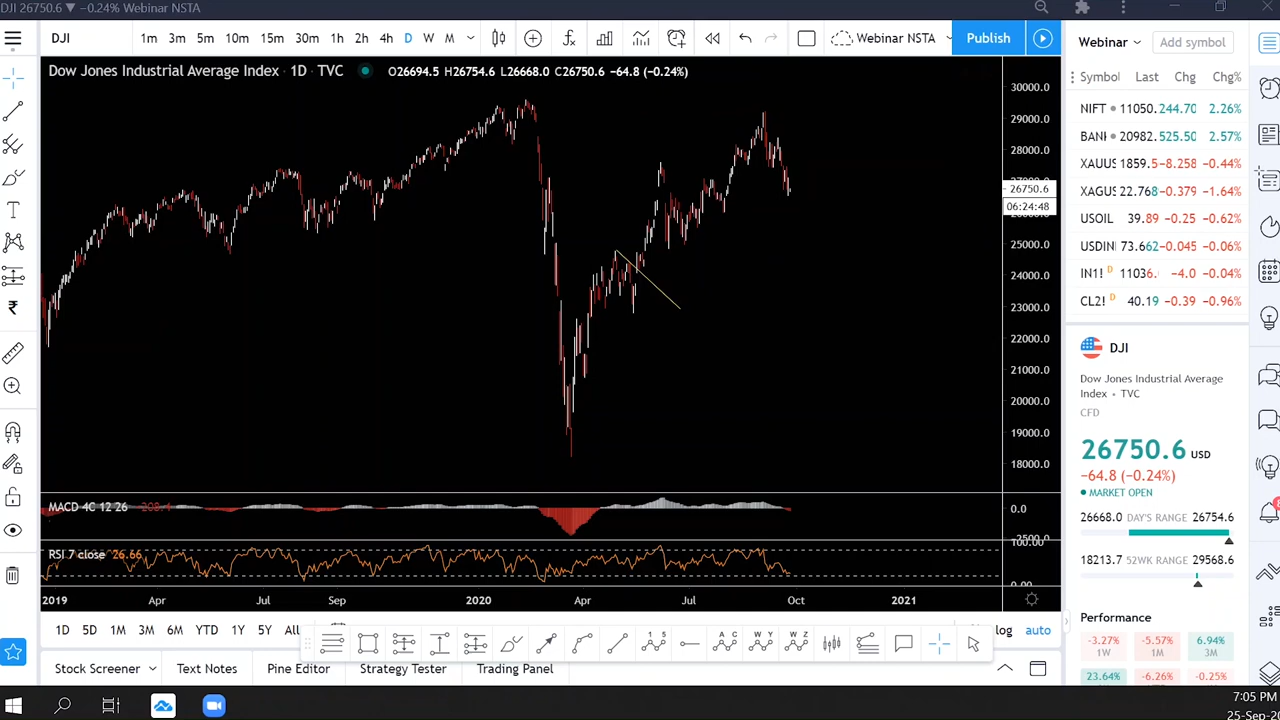 DJI 26750.6 ▼ −0.24% Webinar NSTA
DJI 1m 3m 5m 10m 15m 30m 1h 2h 4h D W M Webinar NSTA Publish
Webinar Add symbol
Dow Jones Industrial Average Index · 1D · TVC O26694.5 H26754.6 L26668.0 C26750.6 −64.8 (−0.24%)
Symbol Last Chg Chg%
NIFT 11050. 244.70 2.26%
BANI 20982. 525.50 2.57%
XAUUS 1859.5 -8.258 −0.44%
XAGUS 22.768 -0.379 −1.64%
USOIL 39.89 −0.25 −0.62%
USDINI 73.662 -0.045 −0.06%
IN1! D 11036. −4.0 −0.04%
CL2! D 40.19 −0.39 −0.96%
30000.0
29000.0
28000.0
26750.6
06:24:48
25000.0
24000.0
23000.0
22000.0
21000.0
20000.0
19000.0
18000.0
DJI
Dow Jones Industrial Average
Index • TVC
CFD
26750.6 USD
−64.8 (−0.24%)
MARKET OPEN
26668.0 DAY'S RANGE 26754.6
18213.7 52WK RANGE 29568.6
Performance
-3.27% -5.57% 6.94%
1W 1M 3M
23.64% -6.26% -0.25%
MACD 4C 12 26
0.0
RSI 7 close 26.66
100.00
0.00
2019 Apr Jul Sep 2020 Apr Jul Oct 2021
1D 5D 1M 3M 6M YTD 1Y 5Y All log auto
Stock Screener Text Notes Pine Editor Strategy Tester Trading Panel
7:05 PM
25-Sep-20